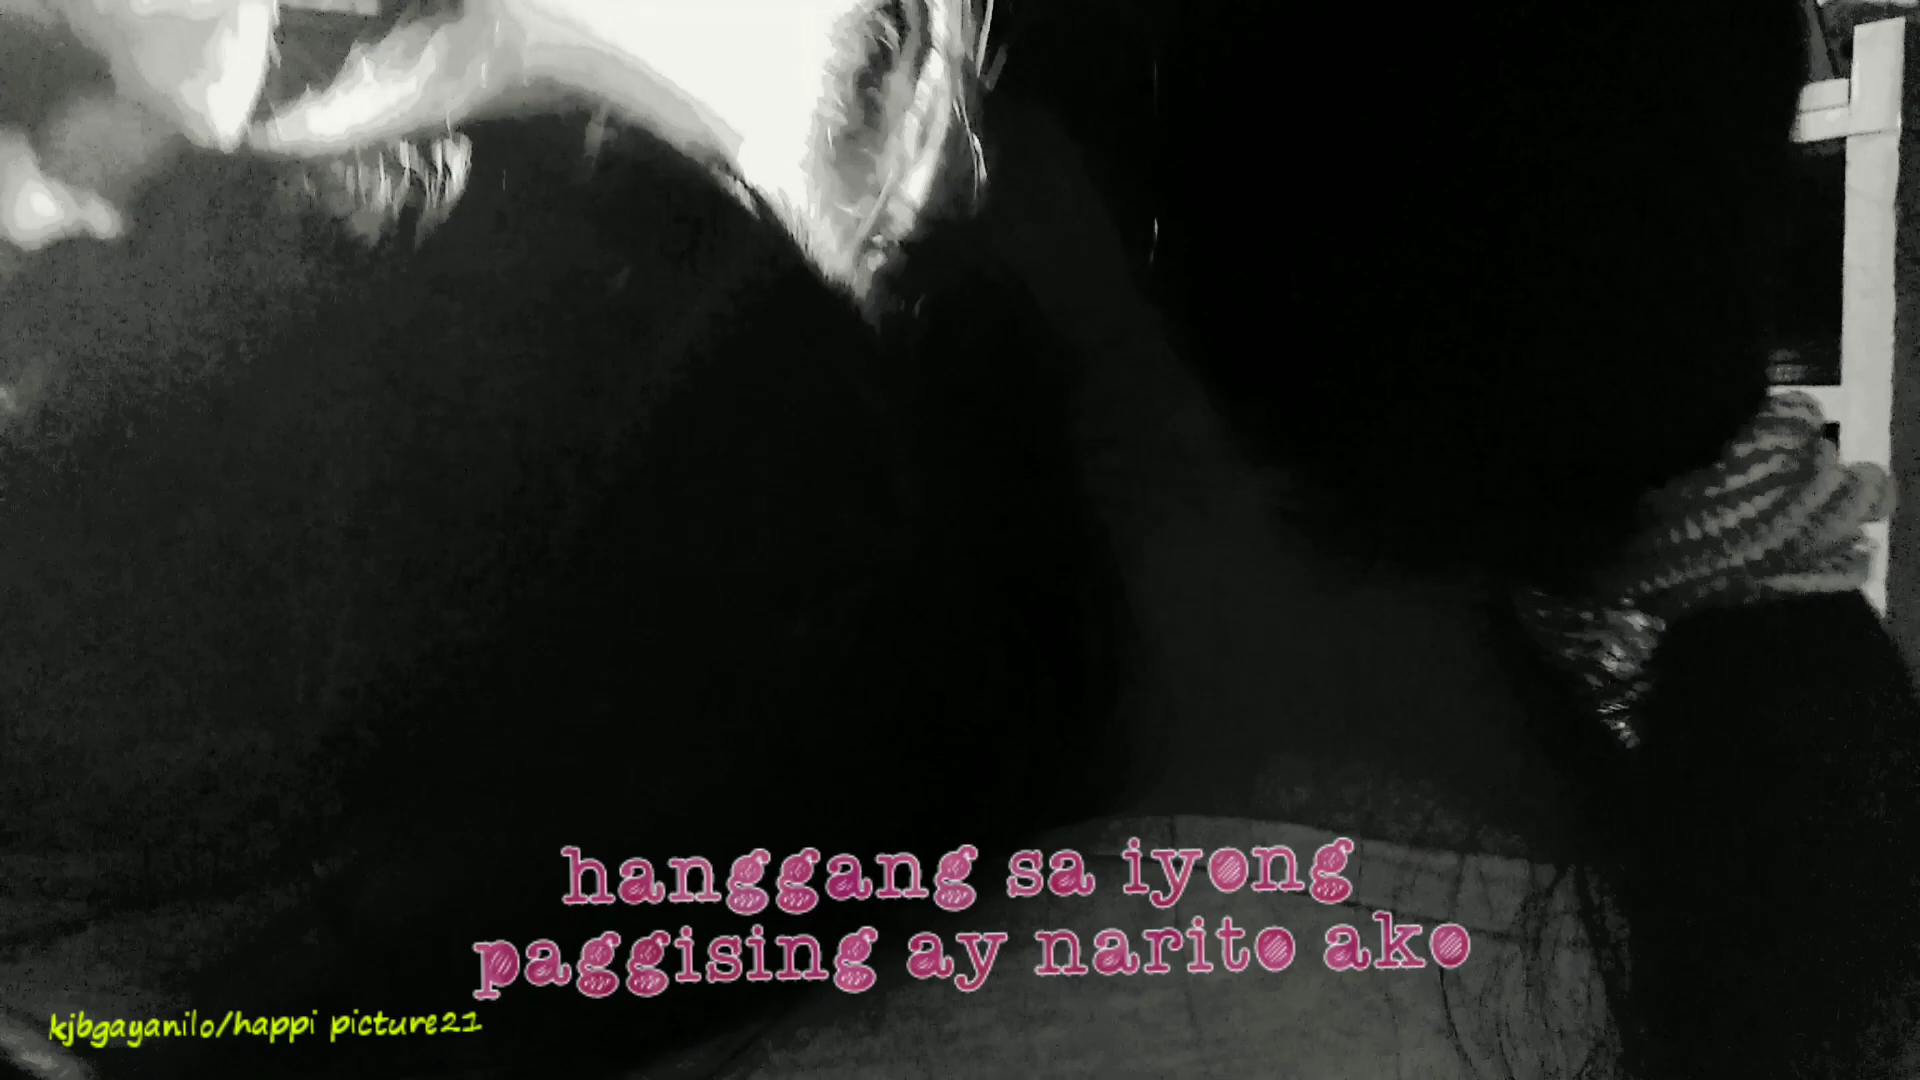 hanggang sa iyong
paggising ay narito ako
kjbgayanilo/happi picture21